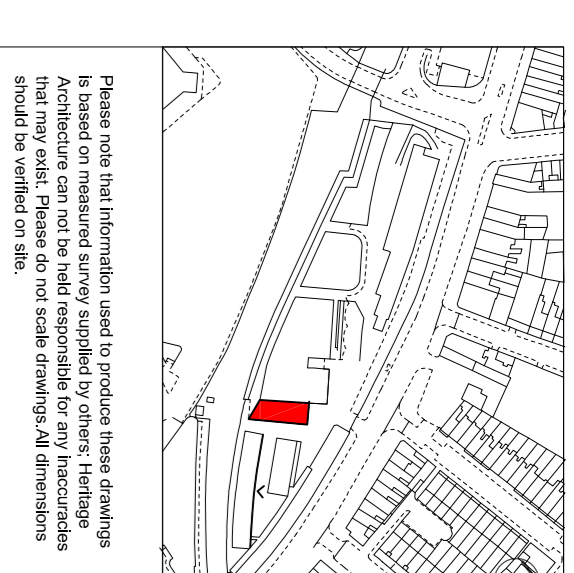 Please note that information used to produce these drawings
is based on measured survey supplied by others; Heritage
Architecture can not be held responsible for any inaccuracies
that may exist. Please do not scale drawings.All dimensions
should be verified on site.